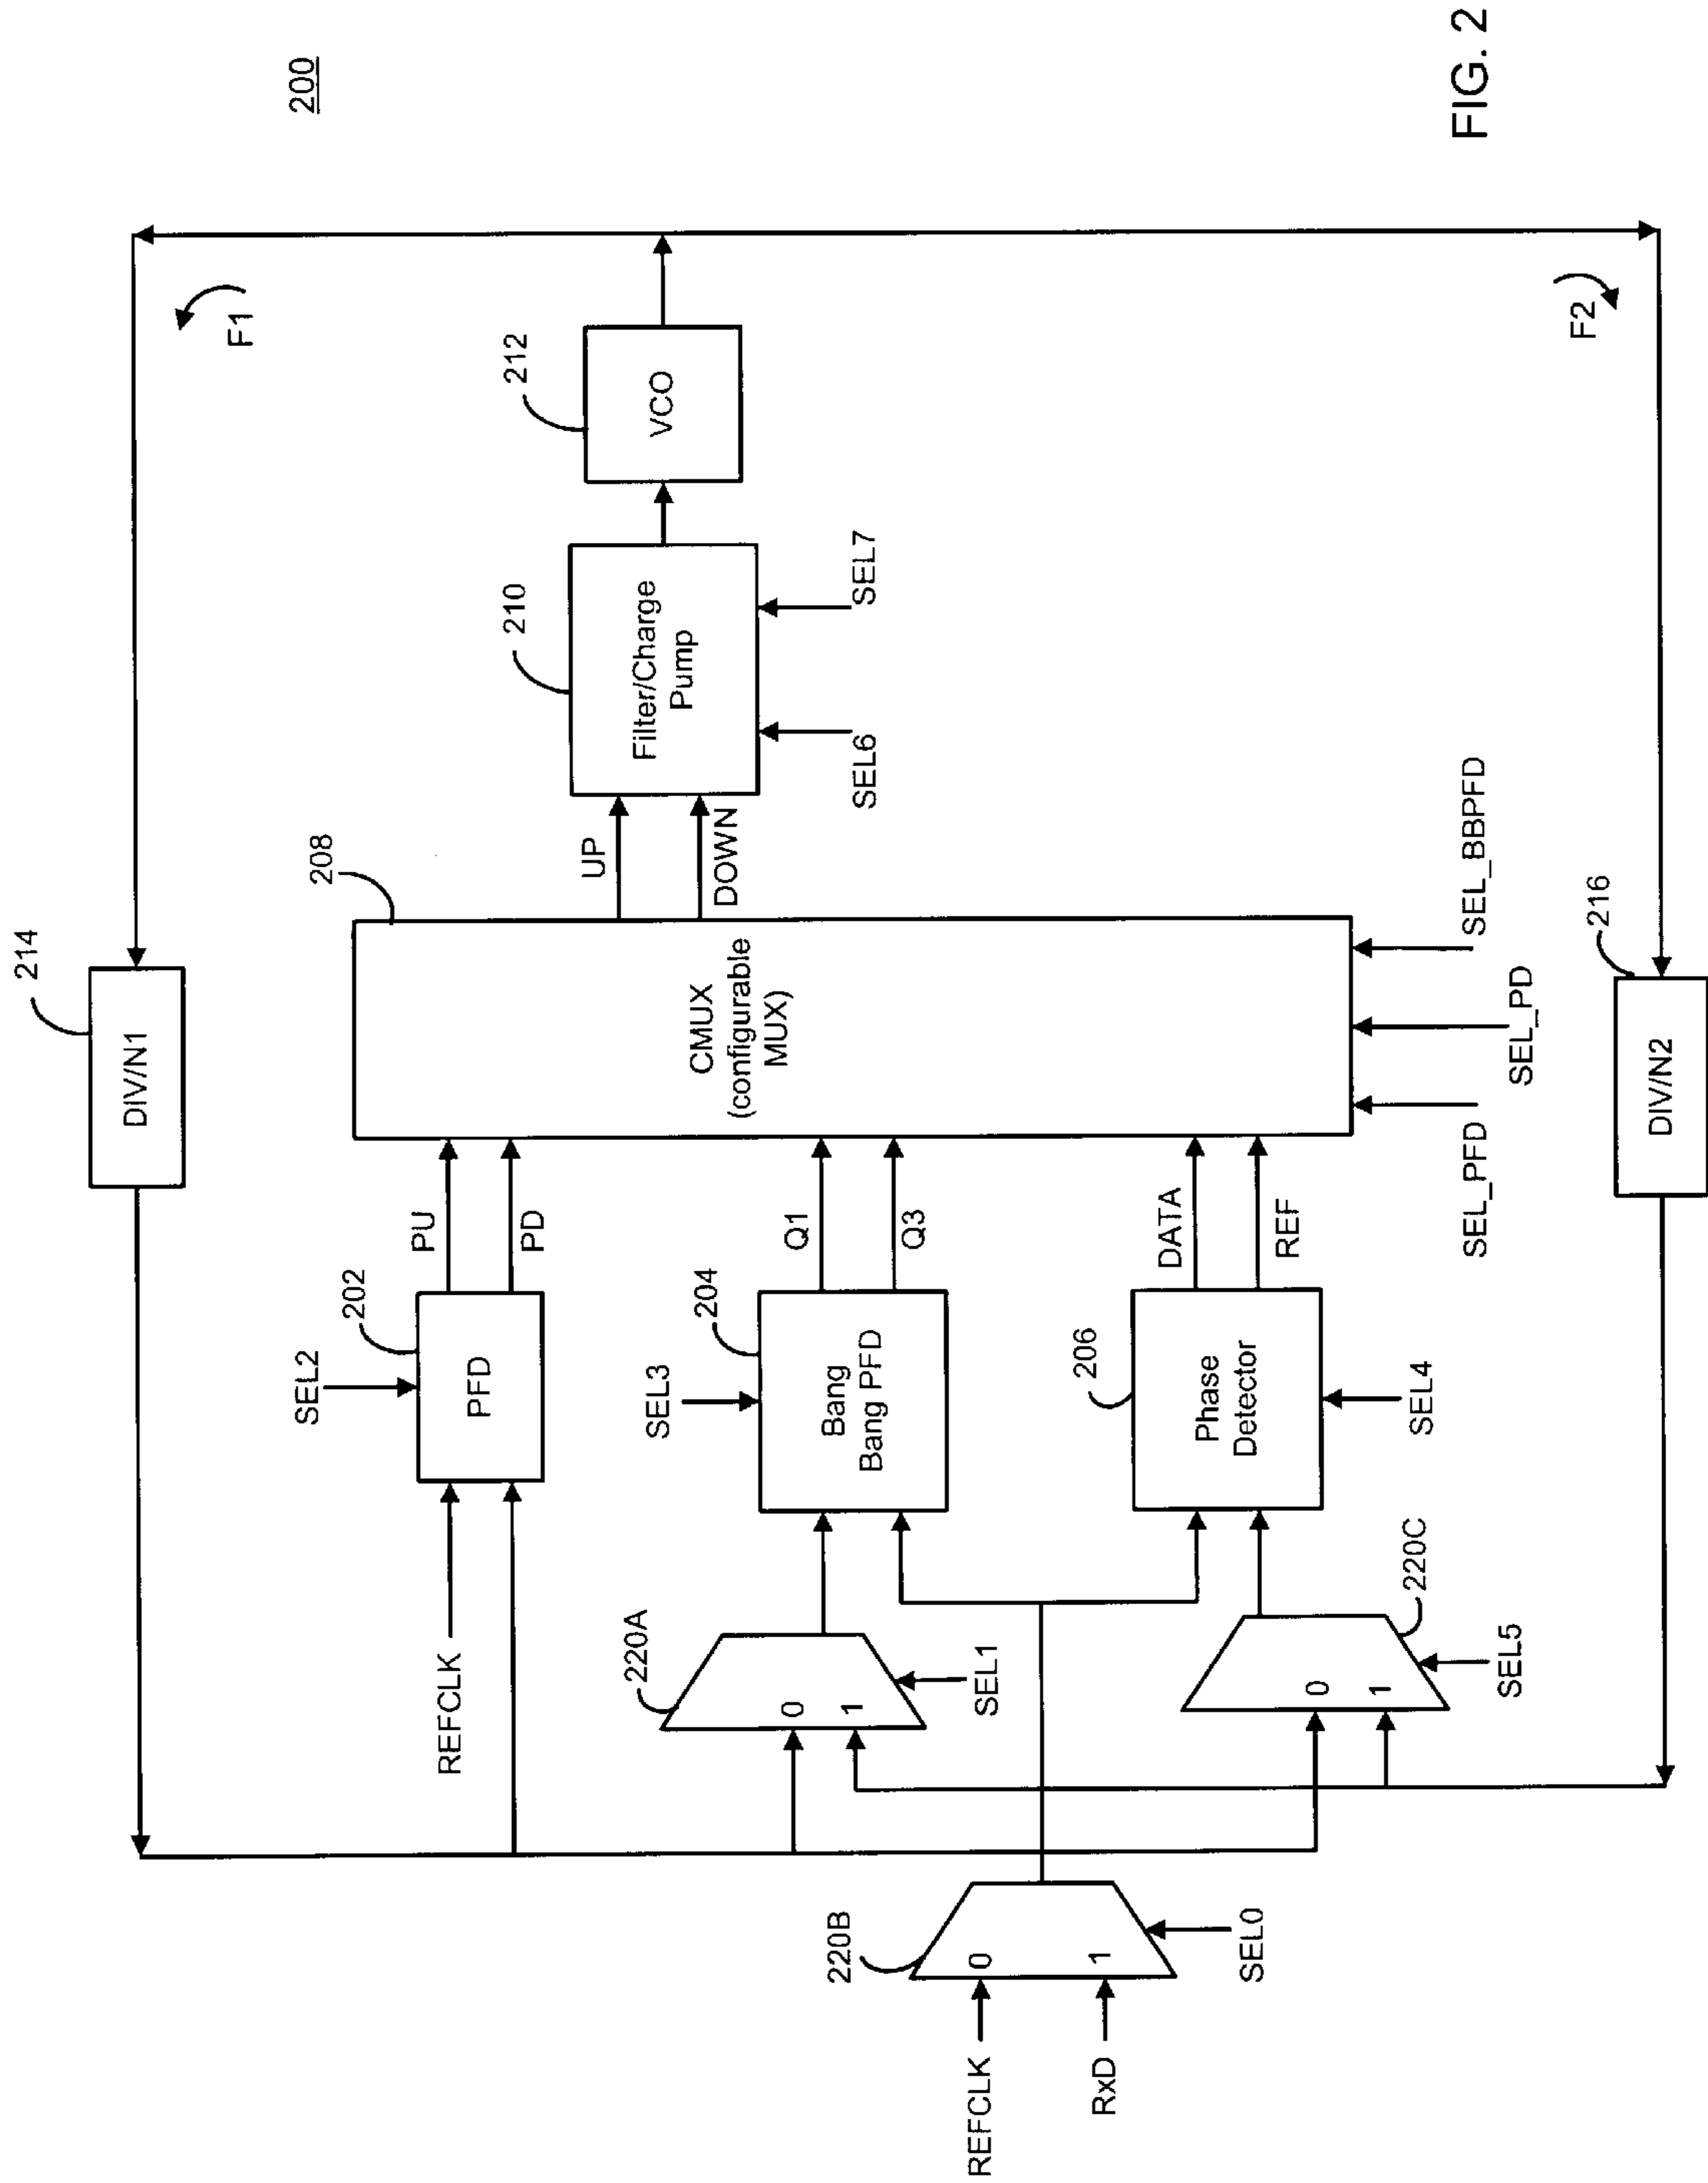 200
214
DIV/N1
F1
SEL2
202
PFD
PU
PD
REFCLK
208
CMUX
(configurable
MUX)
UP
DOWN
210
Filter/Charge
Pump
SEL6
SEL7
212
VCO
220A
0
1
SEL1
SEL3
204
Bang
Bang PFD
Q1
Q3
220B
REFCLK
0
RxD
1
SEL0
206
Phase
Detector
DATA
REF
SEL4
220C
0
1
SEL5
SEL_PFD
SEL_PD
SEL_BBPFD
216
DIV/N2
F2
FIG. 2